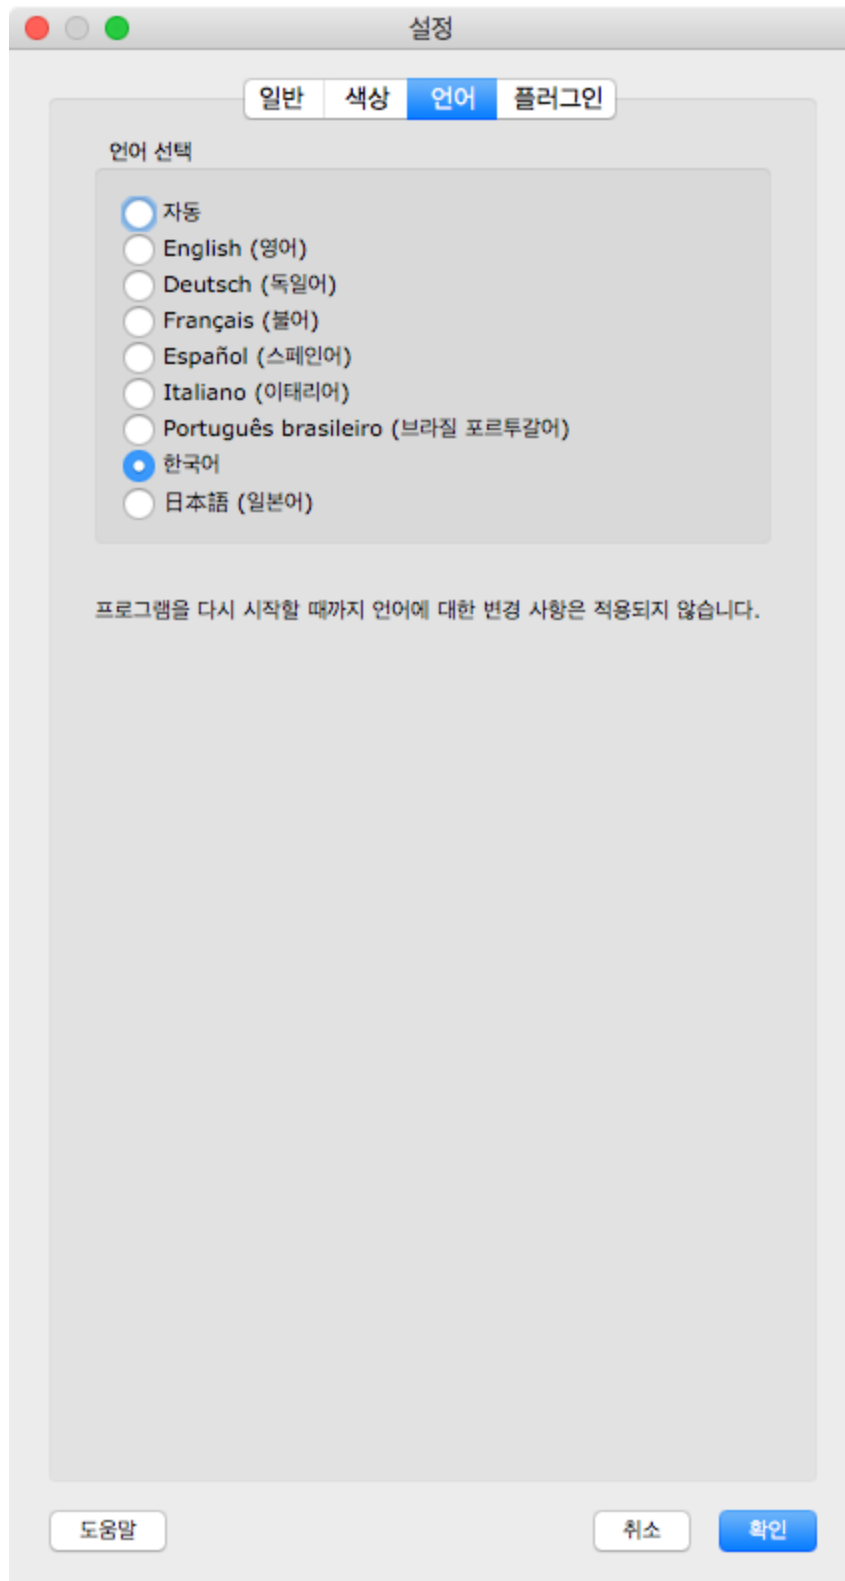 설정
일반 색상 언어 플러그인
언어 선택
자동
English (영어)
Deutsch (독일어)
Français (불어)
Español (스페인어)
Italiano (이태리어)
Português brasileiro (브라질 포르투갈어)
한국어
日本語 (일본어)
프로그램을 다시 시작할 때까지 언어에 대한 변경 사항은 적용되지 않습니다.
도움말 취소 확인